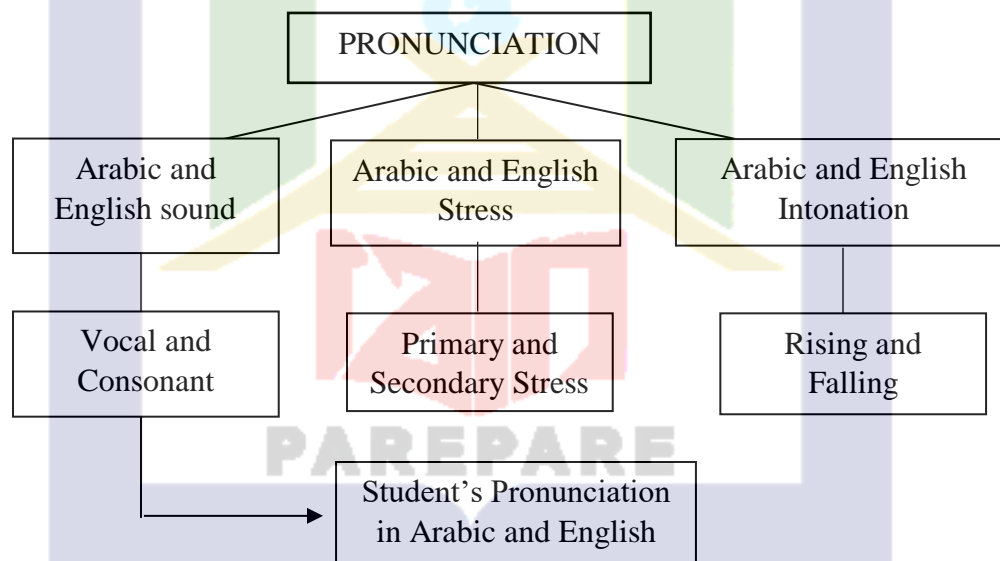 PRONUNCIATION
Arabic and
English sound
Arabic and English
Stress
Arabic and English
Intonation
Vocal and
Consonant
Primary and
Secondary Stress
Rising and
Falling
PAREPARE
Student’s Pronunciation
in Arabic and English